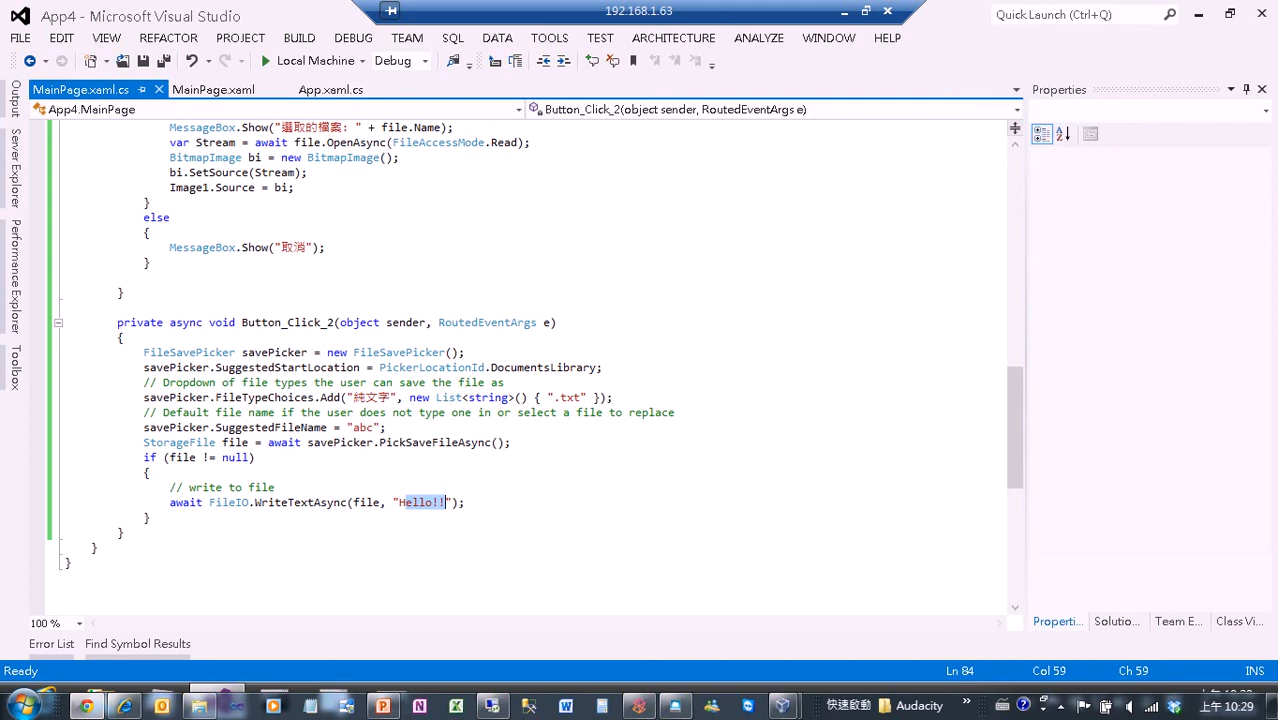 192.168.1.63
App4 - Microsoft Visual Studio
Quick Launch (Ctrl+Q)
FILE EDIT VIEW REFACTOR PROJECT BUILD DEBUG TEAM SQL DATA TOOLS TEST ARCHITECTURE ANALYZE WINDOW HELP
Local Machine Debug
MainPage.xaml.cs MainPage.xaml App.xaml.cs
Properties
App4.MainPage
Button_Click_2(object sender, RoutedEventArgs e)
Output
Server Explorer
Performance Explorer
Toolbox
MessageBox.Show("選取的檔案: " + file.Name);
var Stream = await file.OpenAsync(FileAccessMode.Read);
BitmapImage bi = new BitmapImage();
bi.SetSource(Stream);
Image1.Source = bi;
}
else
{
MessageBox.Show("取消");
}
}
private async void Button_Click_2(object sender, RoutedEventArgs e)
{
FileSavePicker savePicker = new FileSavePicker();
savePicker.SuggestedStartLocation = PickerLocationId.DocumentsLibrary;
// Dropdown of file types the user can save the file as
savePicker.FileTypeChoices.Add("純文字", new List<string>() { ".txt" });
// Default file name if the user does not type one in or select a file to replace
savePicker.SuggestedFileName = "abc";
StorageFile file = await savePicker.PickSaveFileAsync();
if (file != null)
{
// write to file
await FileIO.WriteTextAsync(file, "Hello!!");
}
}
}
}
100 %
Properti... Solutio... Team E... Class Vi...
Error List Find Symbol Results
Ready
Ln 84 Col 59 Ch 59 INS
快速啟動 Audacity
上午 10:29